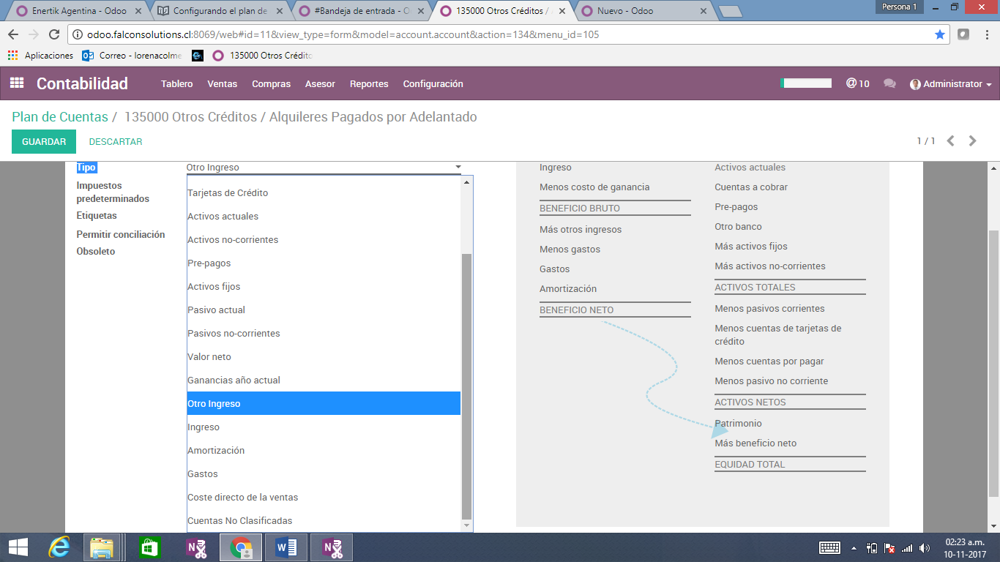 Enertik Agentina - Odoo
Configurando el plan de
#Bandeja de entrada - O
135000 Otros Créditos /
Nuevo - Odoo
Persona 1
odoo.falconsolutions.cl:8069/web#id=11&view_type=form&model=account.account&action=134&menu_id=105
Aplicaciones
Correo - lorenacolme
135000 Otros Crédito
Contabilidad
Tablero
Ventas
Compras
Asesor
Reportes
Configuración
@ 10
Administrator
Plan de Cuentas / 135000 Otros Créditos / Alquileres Pagados por Adelantado
GUARDAR
DESCARTAR
1 / 1
Tipo
Otro Ingreso
Impuestos
predeterminados
Etiquetas
Permitir conciliación
Obsoleto
Tarjetas de Crédito
Activos actuales
Activos no-corrientes
Pre-pagos
Activos fijos
Pasivo actual
Pasivos no-corrientes
Valor neto
Ganancias año actual
Otro Ingreso
Ingreso
Amortización
Gastos
Coste directo de la ventas
Cuentas No Clasificadas
Ingreso
Menos costo de ganancia
BENEFICIO BRUTO
Más otros ingresos
Menos gastos
Gastos
Amortización
BENEFICIO NETO
Activos actuales
Cuentas a cobrar
Pre-pagos
Otro banco
Más activos fijos
Más activos no-corrientes
ACTIVOS TOTALES
Menos pasivos corrientes
Menos cuentas de tarjetas de
crédito
Menos cuentas por pagar
Menos pasivo no corriente
ACTIVOS NETOS
Patrimonio
Más beneficio neto
EQUIDAD TOTAL
02:23 a.m.
10-11-2017